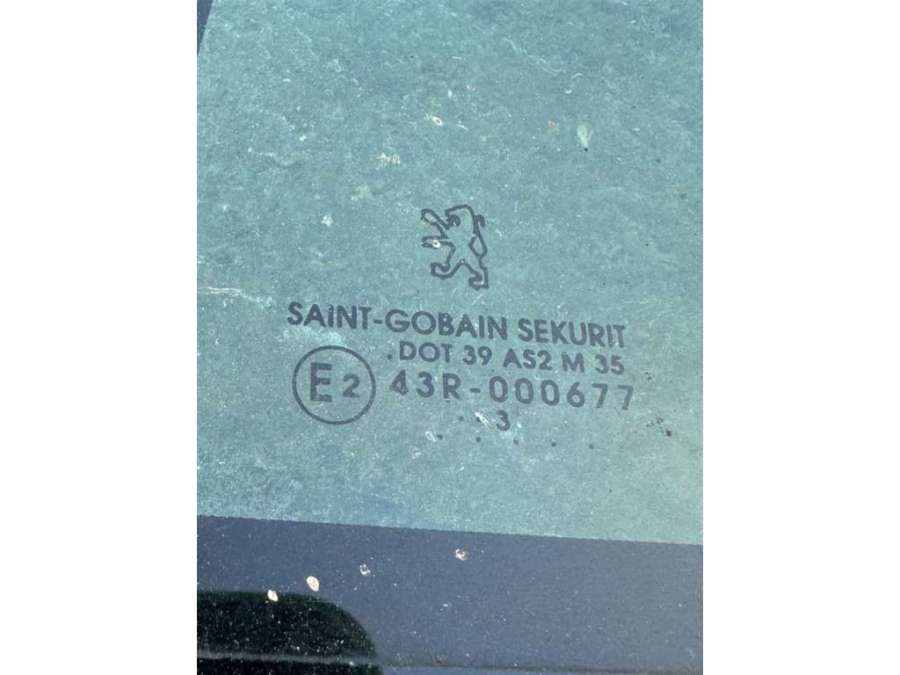 SAINT-GOBAIN SEKURIT
.DOT 39 AS2 M 35
E2 43R-000677
3